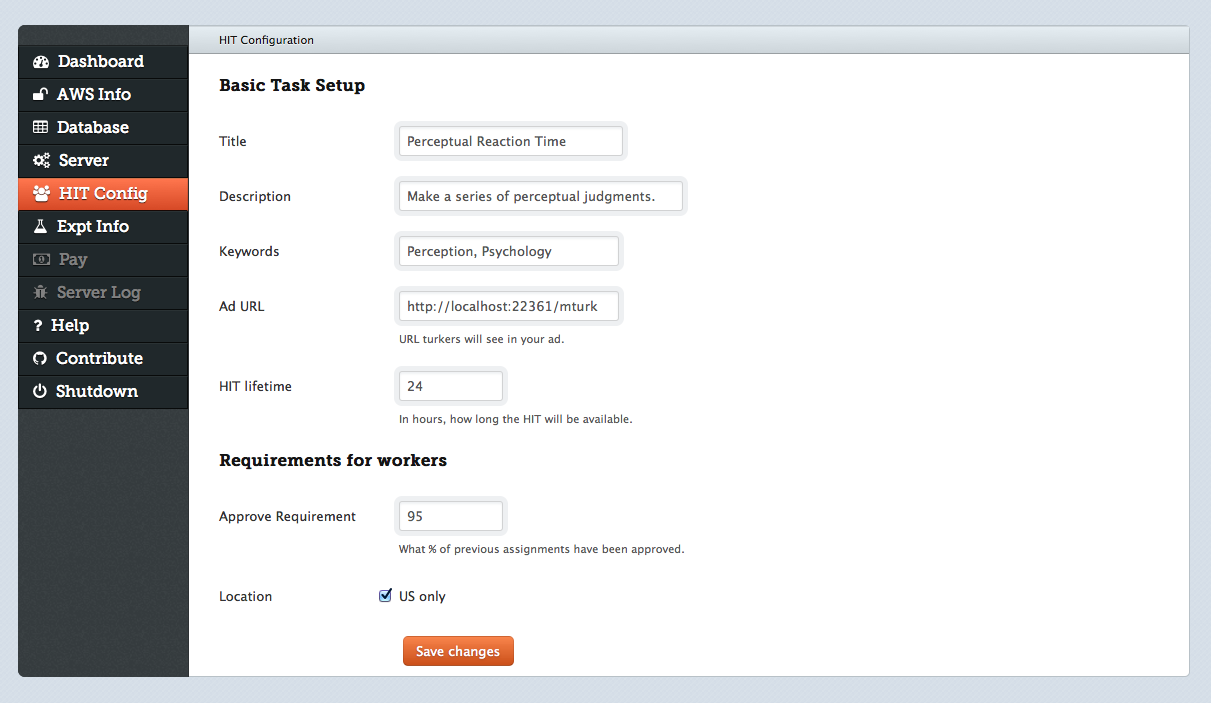 Dashboard
AWS Info
Database
Server
HIT Config
Expt Info
Pay
Server Log
? Help
Contribute
Shutdown
HIT Configuration
Basic Task Setup
Title Perceptual Reaction Time
Description Make a series of perceptual judgments.
Keywords Perception, Psychology
Ad URL http://localhost:22361/mturk
URL turkers will see in your ad.
HIT lifetime 24
In hours, how long the HIT will be available.
Requirements for workers
Approve Requirement 95
What % of previous assignments have been approved.
Location US only
Save changes